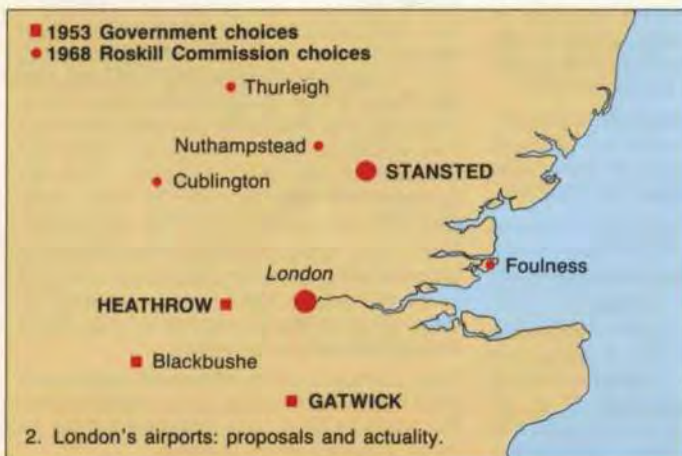 1953 Government choices
1968 Roskill Commission choices
Thurleigh
Nuthampstead
STANSTED
Cublington
Foulness
London
HEATHROW
Blackbushe
GATWICK
2. London's airports: proposals and actuality.